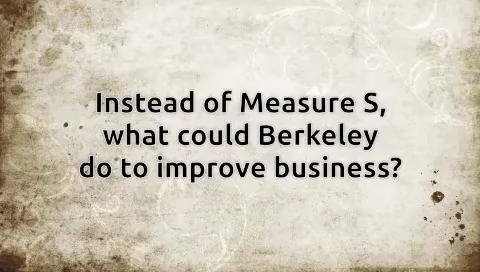 Instead of Measure S,
what could Berkeley
do to improve business?